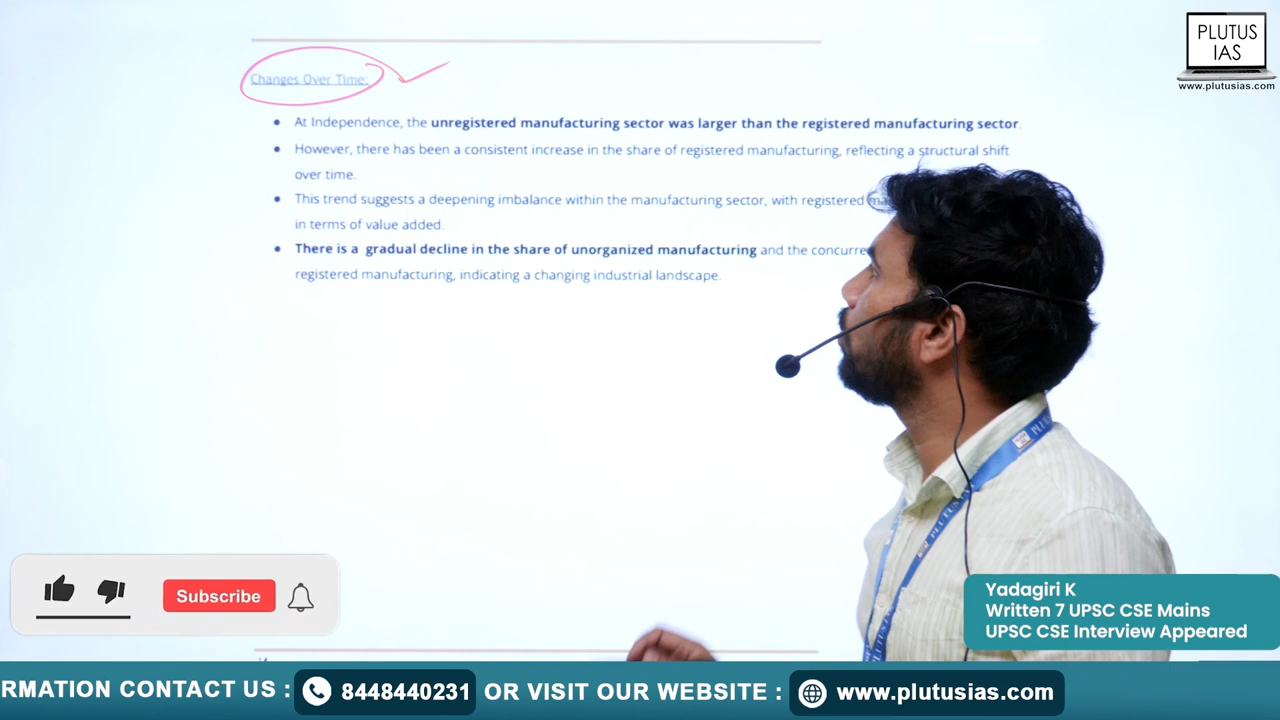 PLUTUS
IAS
www.plutusias.com
Changes Over Time:
At Independence, the unregistered manufacturing sector was larger than the registered manufacturing sector.
However, there has been a consistent increase in the share of registered manufacturing, reflecting a structural shift
over time.
This trend suggests a deepening imbalance within the manufacturing sector, with registered
in terms of value added.
There is a gradual decline in the share of unorganized manufacturing and the
registered manufacturing, indicating a changing industrial landscape.
Subscribe
Yadagiri K
Written 7 UPSC CSE Mains
UPSC CSE Interview Appeared
RMATION CONTACT US : 8448440231 OR VISIT OUR WEBSITE : www.plutusias.com